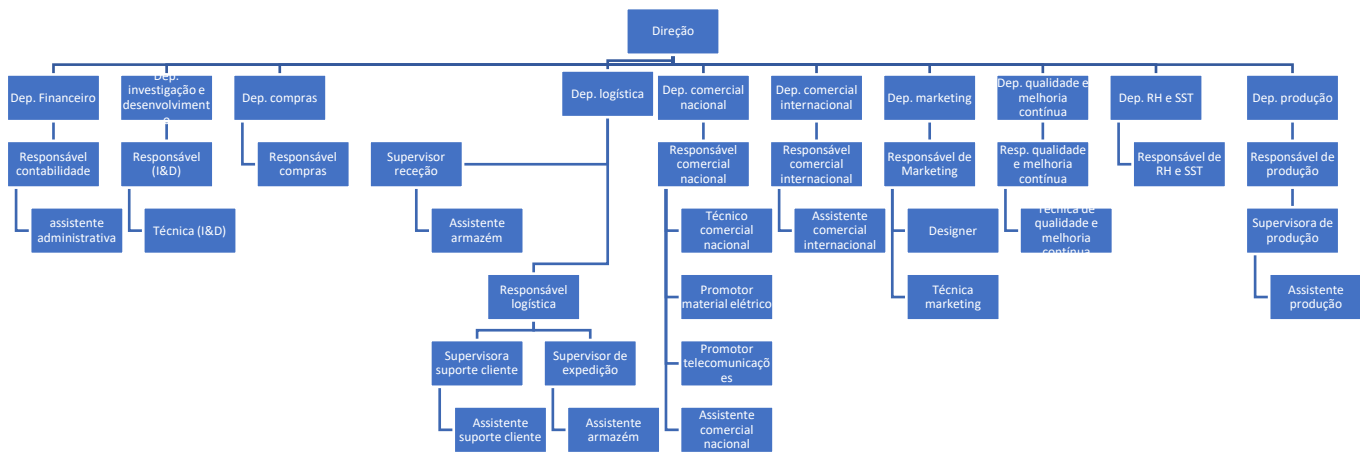 Direção
Dep. Financeiro
Dep.
investigação e
desenvolviment
o
Dep. compras
Dep. logística
Dep. comercial
nacional
Dep. comercial
internacional
Dep. marketing
Dep. qualidade e
melhoria
contínua
Dep. RH e SST
Dep. produção
Responsável
contabilidade
Responsável
(I&D)
Responsável
compras
Supervisor
receção
Responsável
comercial
nacional
Responsável
comercial
internacional
Responsável de
Marketing
Resp. qualidade
e melhoria
contínua
Responsável de
RH e SST
Responsável de
produção
assistente
administrativa
Técnica (I&D)
Assistente
armazém
Técnico
comercial
nacional
Assistente
comercial
internacional
Designer
Técnica de
qualidade e
melhoria
contínua
Supervisora
de produção
Responsável
logística
Promotor
material elétrico
Técnica
marketing
Assistente
produção
Supervisora
suporte cliente
Supervisor de
expedição
Promotor
telecomunicaçõ
es
Assistente
suporte cliente
Assistente
armazém
Assistente
comercial
nacional